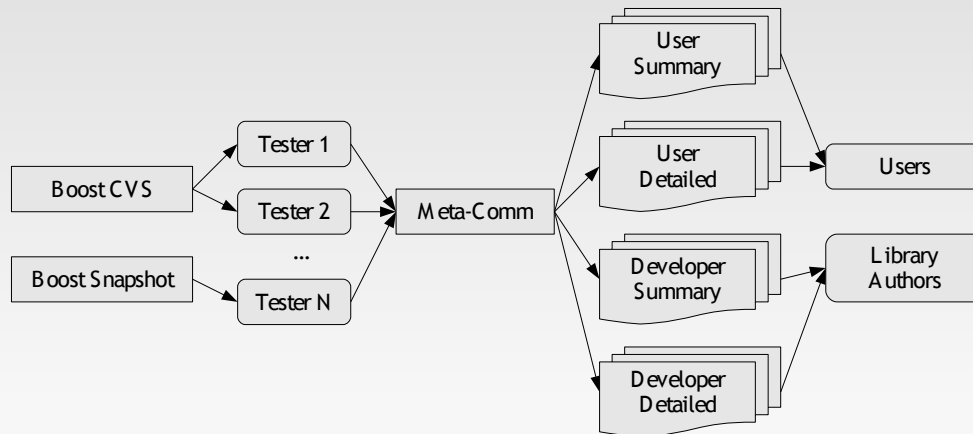 Boost CVS
Boost Snapshot
Tester 1
Tester 2
...
Tester N
Meta-Comm
User
Summary
User
Detailed
Developer
Summary
Developer
Detailed
Users
Library
Authors